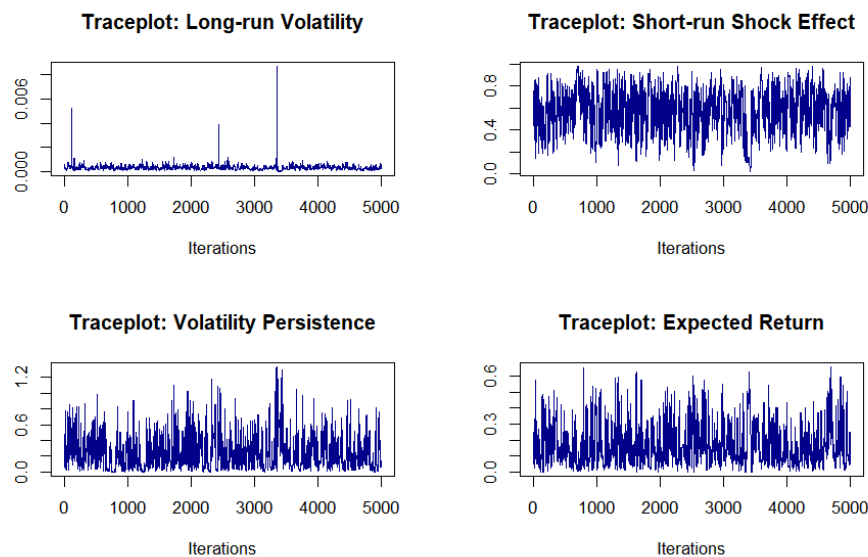 Traceplot: Long-run Volatility
0.006
0.000
0 1000 2000 3000 4000 5000
Iterations
Traceplot: Short-run Shock Effect
0.8
0.4
0.0
0 1000 2000 3000 4000 5000
Iterations
Traceplot: Volatility Persistence
1.2
0.6
0.0
0 1000 2000 3000 4000 5000
Iterations
Traceplot: Expected Return
0.6
0.3
0.0
0 1000 2000 3000 4000 5000
Iterations